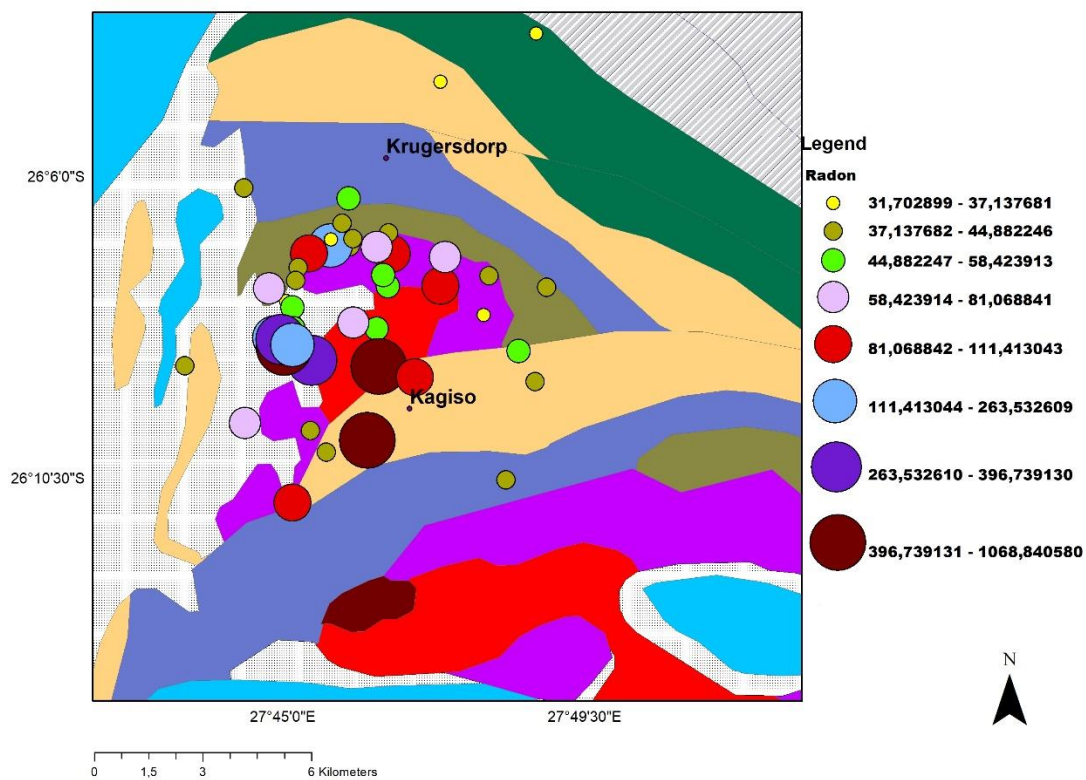 Krugersdorp
Kagiso
26°6'0"S
26°10'30"S
27°45'0"E
27°49'30"E
0 1,5 3 6 Kilometers
Legend
Radon
31,702899 - 37,137681
37,137682 - 44,882246
44,882247 - 58,423913
58,423914 - 81,068841
81,068842 - 111,413043
111,413044 - 263,532609
263,532610 - 396,739130
396,739131 - 1068,840580
N